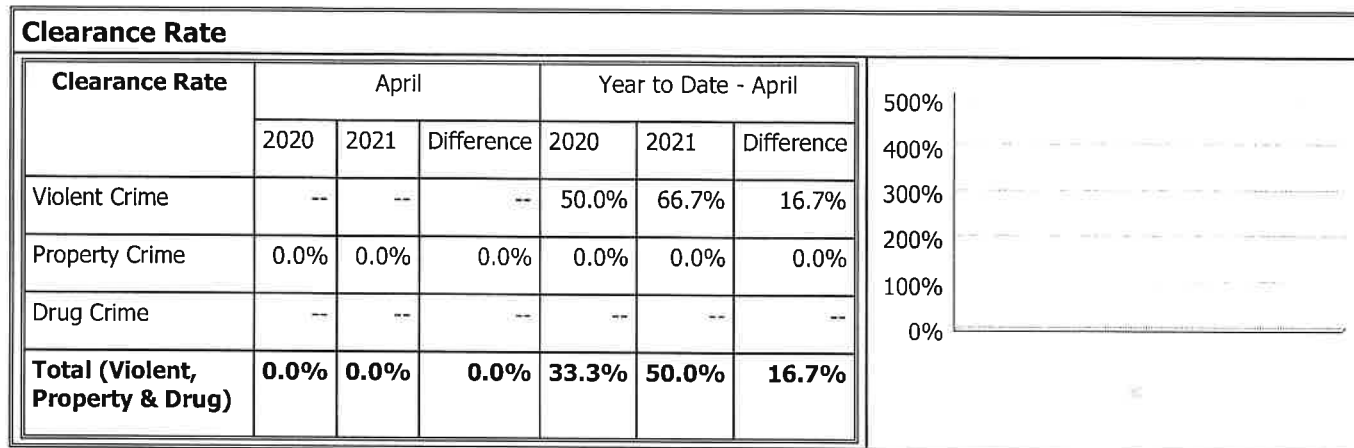 Clearance Rate
Clearance Rate April Year to Date - April
2020 2021 Difference 2020 2021 Difference
Violent Crime -- -- -- 50.0% 66.7% 16.7%
Property Crime 0.0% 0.0% 0.0% 0.0% 0.0% 0.0%
Drug Crime -- -- -- -- -- --
Total (Violent,
Property & Drug) 0.0% 0.0% 0.0% 33.3% 50.0% 16.7%
500%
400%
300%
200%
100%
0%